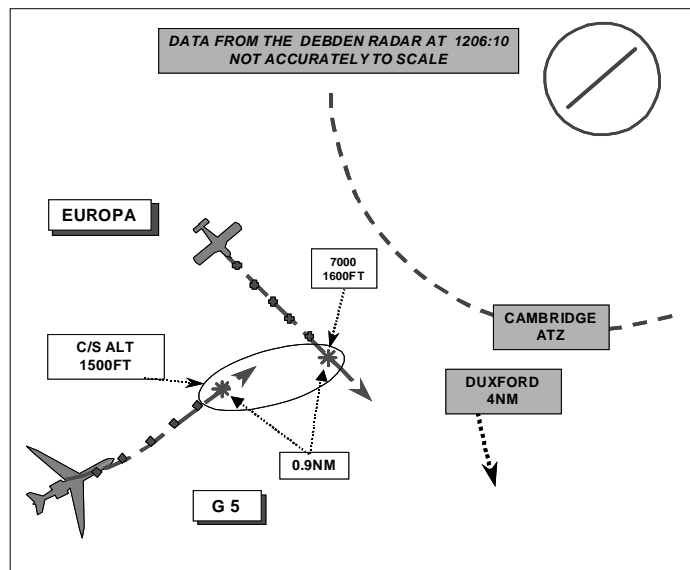 DATA FROM THE DEBDEN RADAR AT 1206:10
NOT ACCURATELY TO SCALE
EUROPA
7000
1600FT
CAMBRIDGE
ATZ
C/S ALT
1500FT
DUXFORD
4NM
0.9NM
G 5